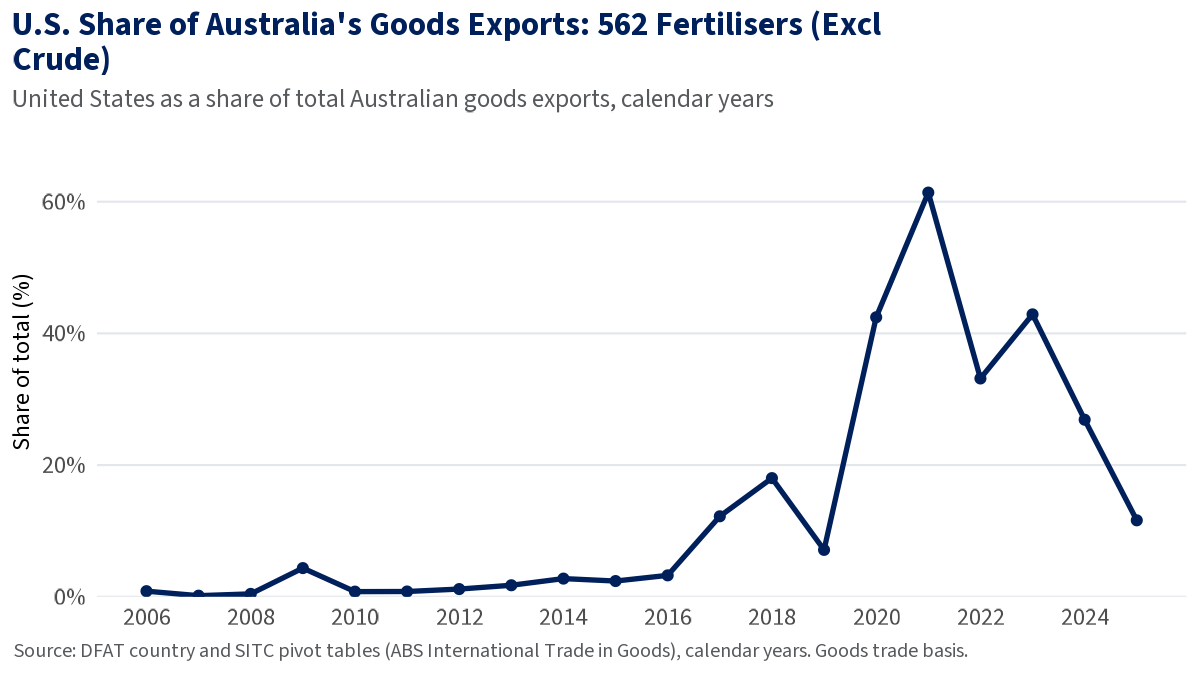 U.S. Share of Australia's Goods Exports: 562 Fertilisers (Excl
Crude)
United States as a share of total Australian goods exports, calendar years
Share of total (%)
60%
40%
20%
0%
2006 2008 2010 2012 2014 2016 2018 2020 2022 2024
Source: DFAT country and SITC pivot tables (ABS International Trade in Goods), calendar years. Goods trade basis.